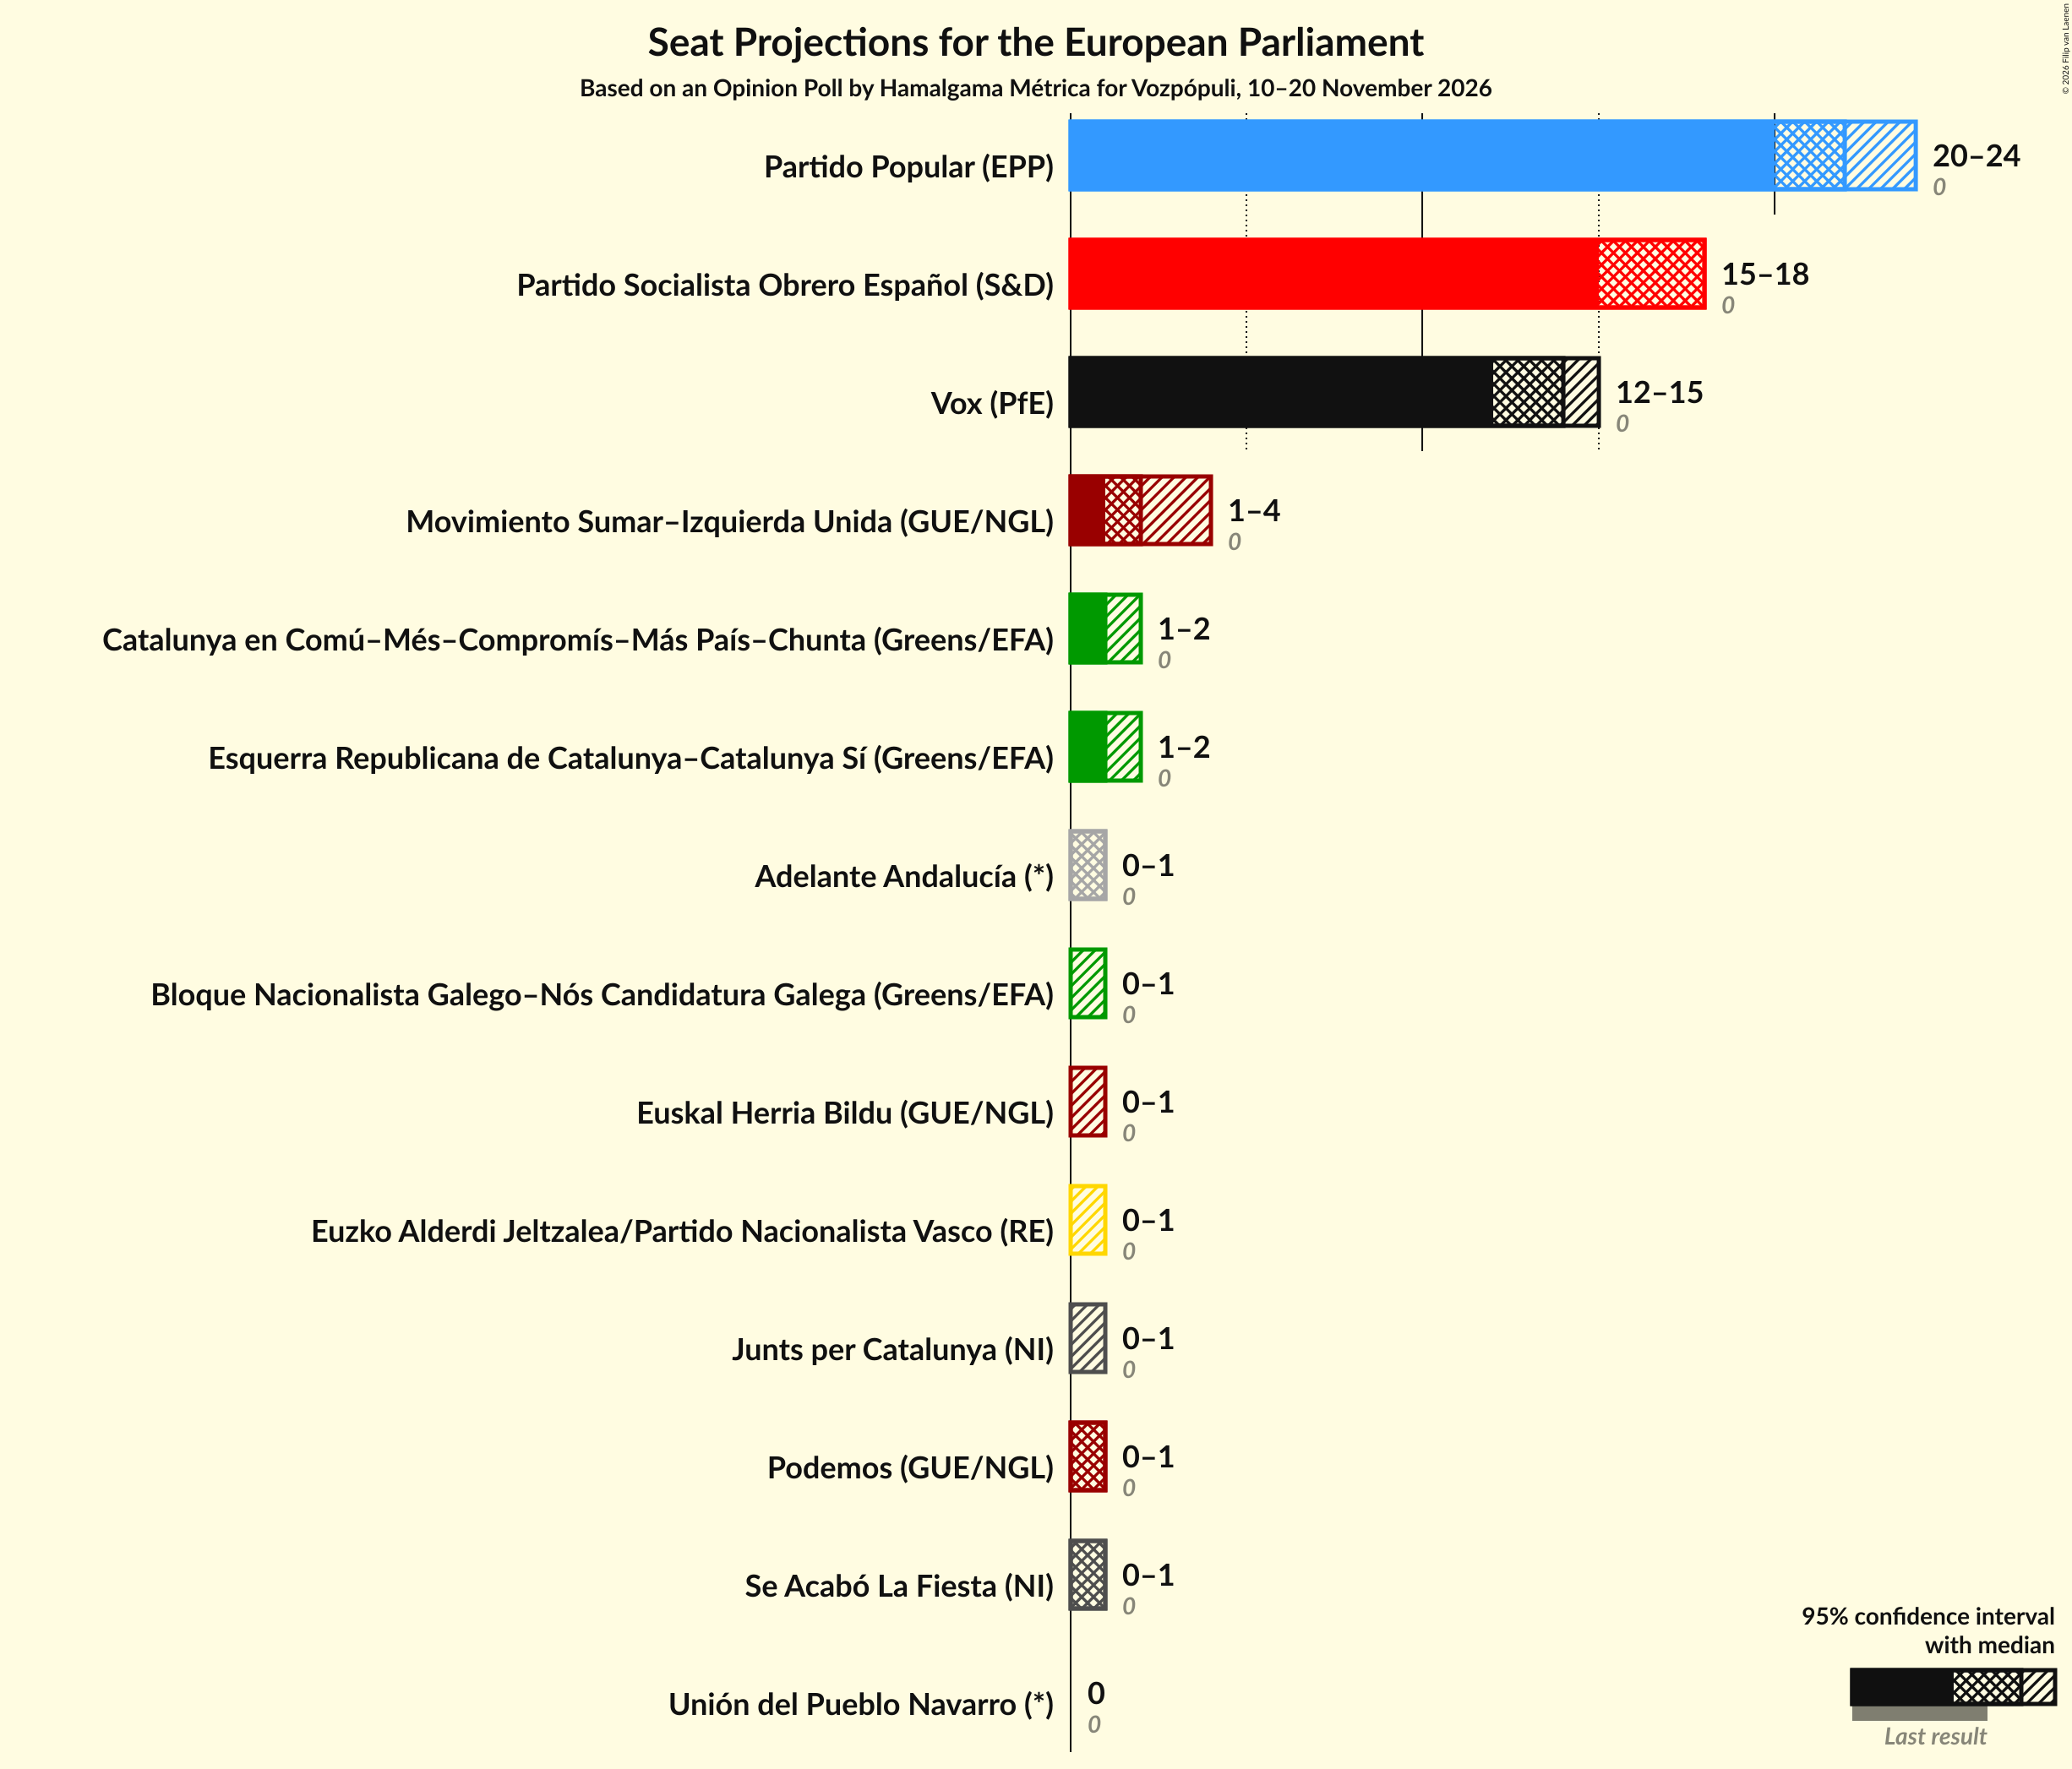 Seat Projections for the European Parliament
Based on an Opinion Poll by Hamalgama Métrica for Vozpópuli, 10–20 November 2026
© 2026 Filip van Laenen
Partido Popular (EPP)
20–24
0
Partido Socialista Obrero Español (S&D)
15–18
0
Vox (PfE)
12–15
0
Movimiento Sumar–Izquierda Unida (GUE/NGL)
1–4
0
Catalunya en Comú–Més–Compromís–Más País–Chunta (Greens/EFA)
1–2
0
Esquerra Republicana de Catalunya–Catalunya Sí (Greens/EFA)
1–2
0
Adelante Andalucía (*)
0–1
0
Bloque Nacionalista Galego–Nós Candidatura Galega (Greens/EFA)
0–1
0
Euskal Herria Bildu (GUE/NGL)
0–1
0
Euzko Alderdi Jeltzalea/Partido Nacionalista Vasco (RE)
0–1
0
Junts per Catalunya (NI)
0–1
0
Podemos (GUE/NGL)
0–1
0
Se Acabó La Fiesta (NI)
0–1
0
Unión del Pueblo Navarro (*)
0
0
95% confidence interval
with median
Last result